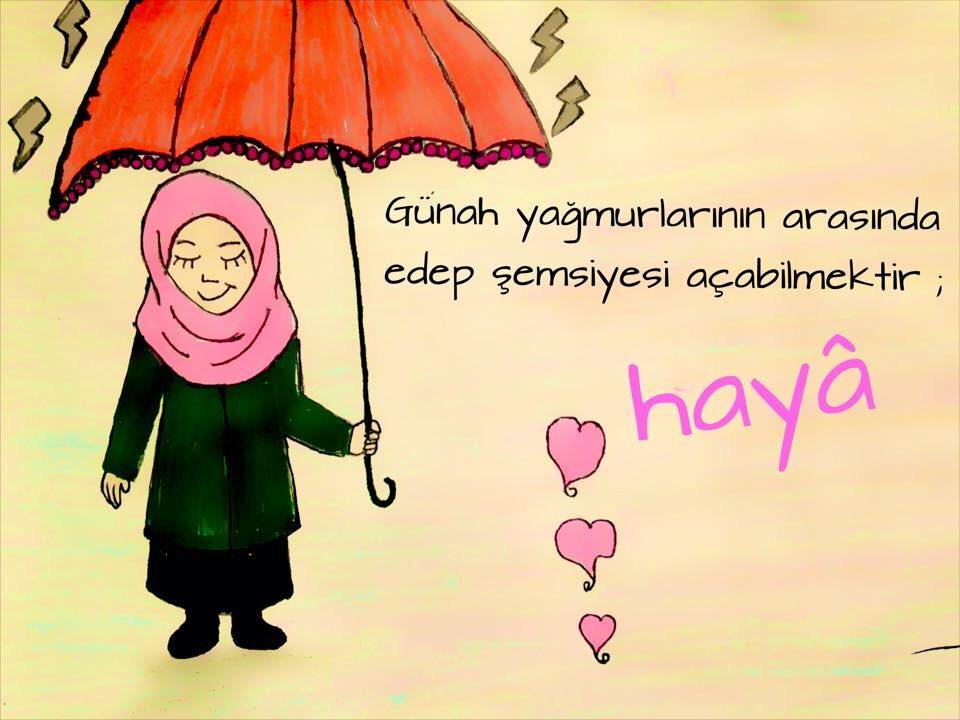 Günah yağmurlarının arasında
edep şemsiyesi açabilmektir ;
hayâ